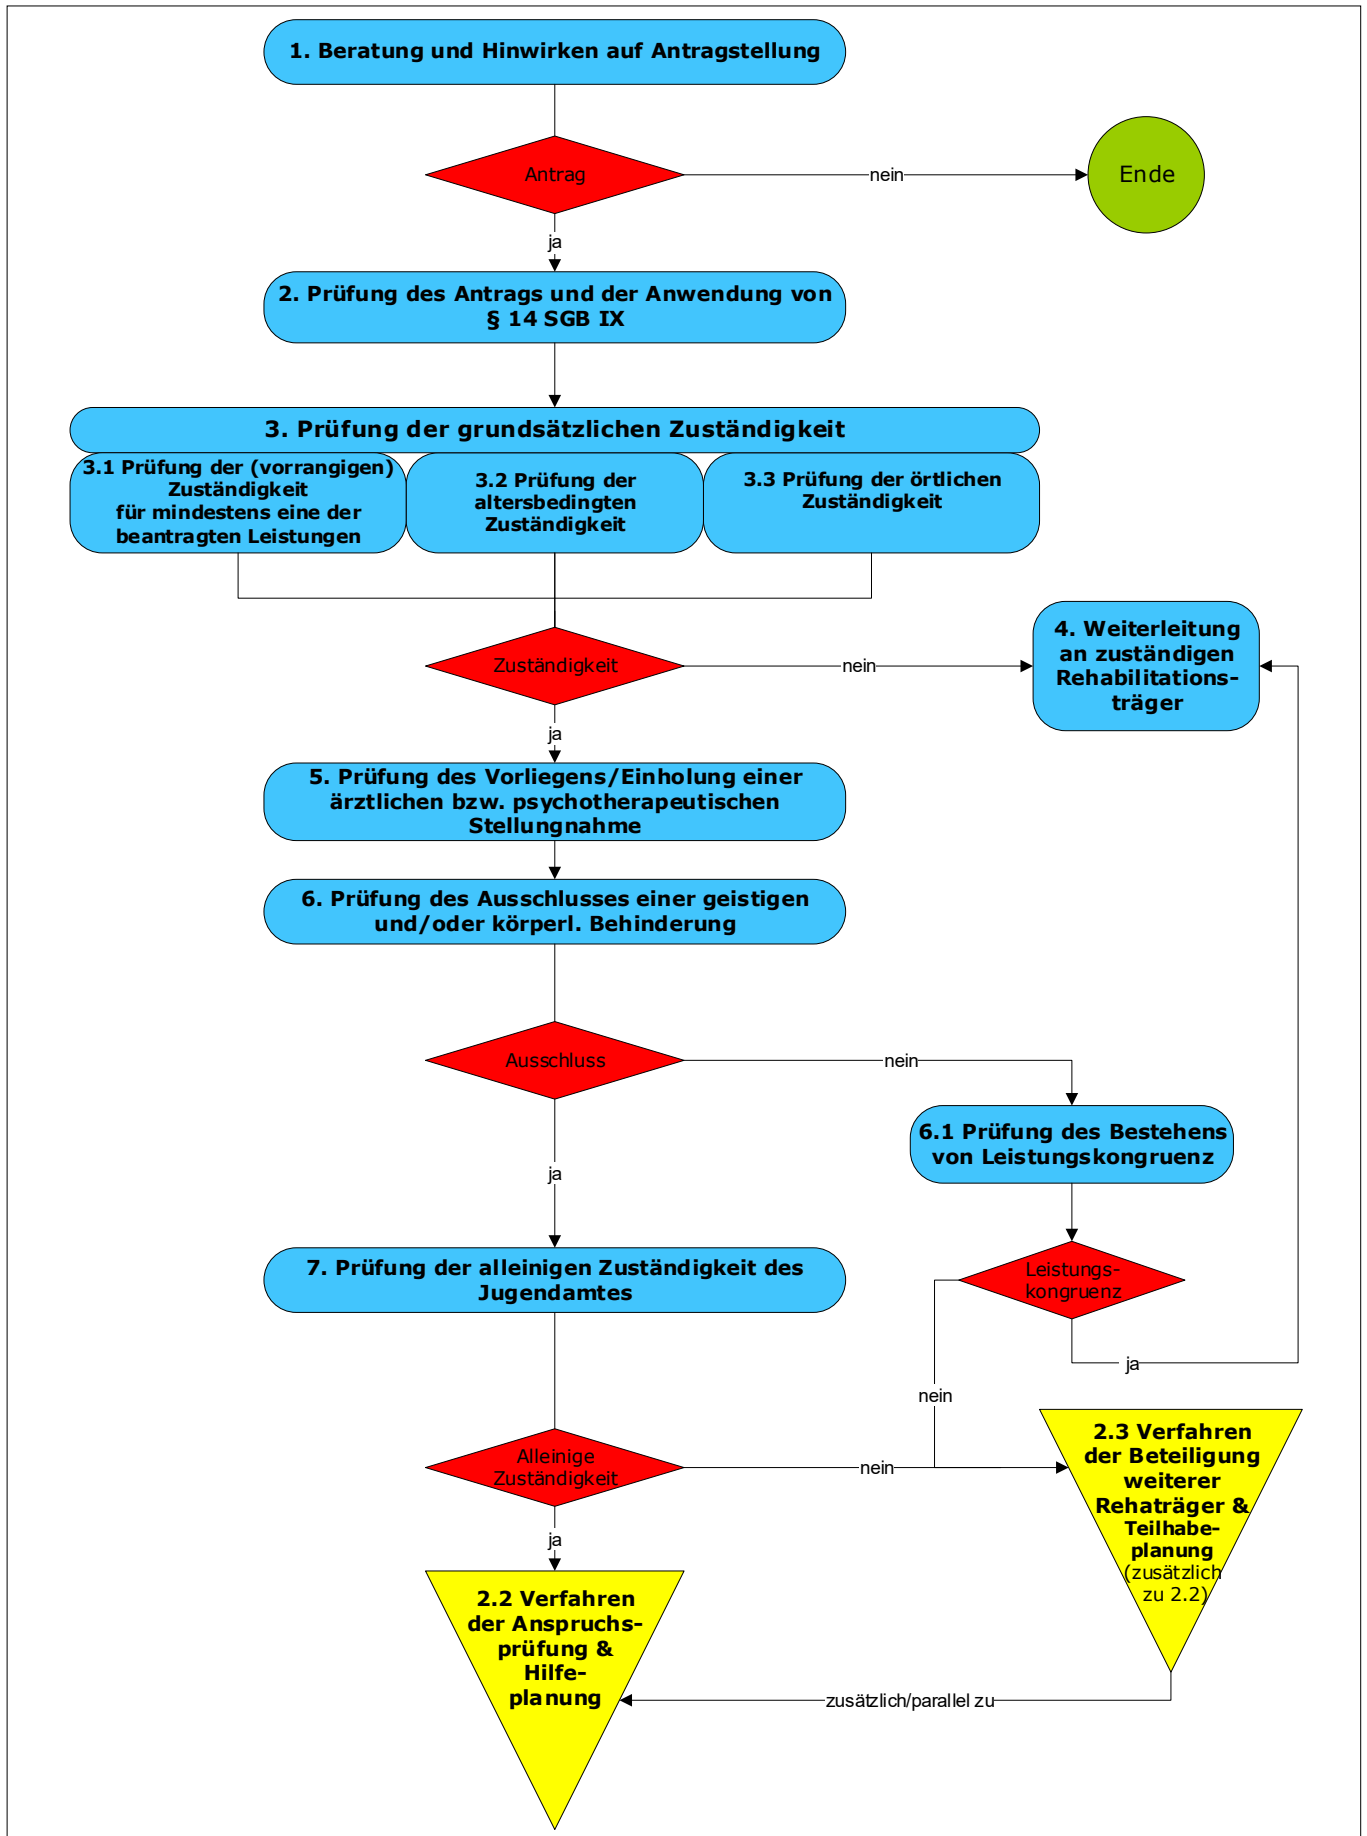 1. Beratung und Hinwirken auf Antragstellung
Antrag
nein
Ende
ja
2. Prüfung des Antrags und der Anwendung von
§ 14 SGB IX
3. Prüfung der grundsätzlichen Zuständigkeit
3.1 Prüfung der (vorrangigen)
Zuständigkeit
für mindestens eine der
beantragten Leistungen
3.2 Prüfung der
altersbedingten
Zuständigkeit
3.3 Prüfung der örtlichen
Zuständigkeit
Zuständigkeit
nein
4. Weiterleitung
an zuständigen
Rehabilitations-
träger
ja
5. Prüfung des Vorliegens/Einholung einer
ärztlichen bzw. psychotherapeutischen
Stellungnahme
6. Prüfung des Ausschlusses einer geistigen
und/oder körperl. Behinderung
Ausschluss
nein
6.1 Prüfung des Bestehens
von Leistungskongruenz
ja
7. Prüfung der alleinigen Zuständigkeit des
Jugendamtes
Leistungs-
kongruenz
ja
nein
Alleinige
Zuständigkeit
nein
2.3 Verfahren
der Beteiligung
weiterer
Rehaträger &
Teilhabe-
planung
(zusätzlich
zu 2.2)
ja
2.2 Verfahren
der Anspruchs-
prüfung &
Hilfe-
planung
zusätzlich/parallel zu